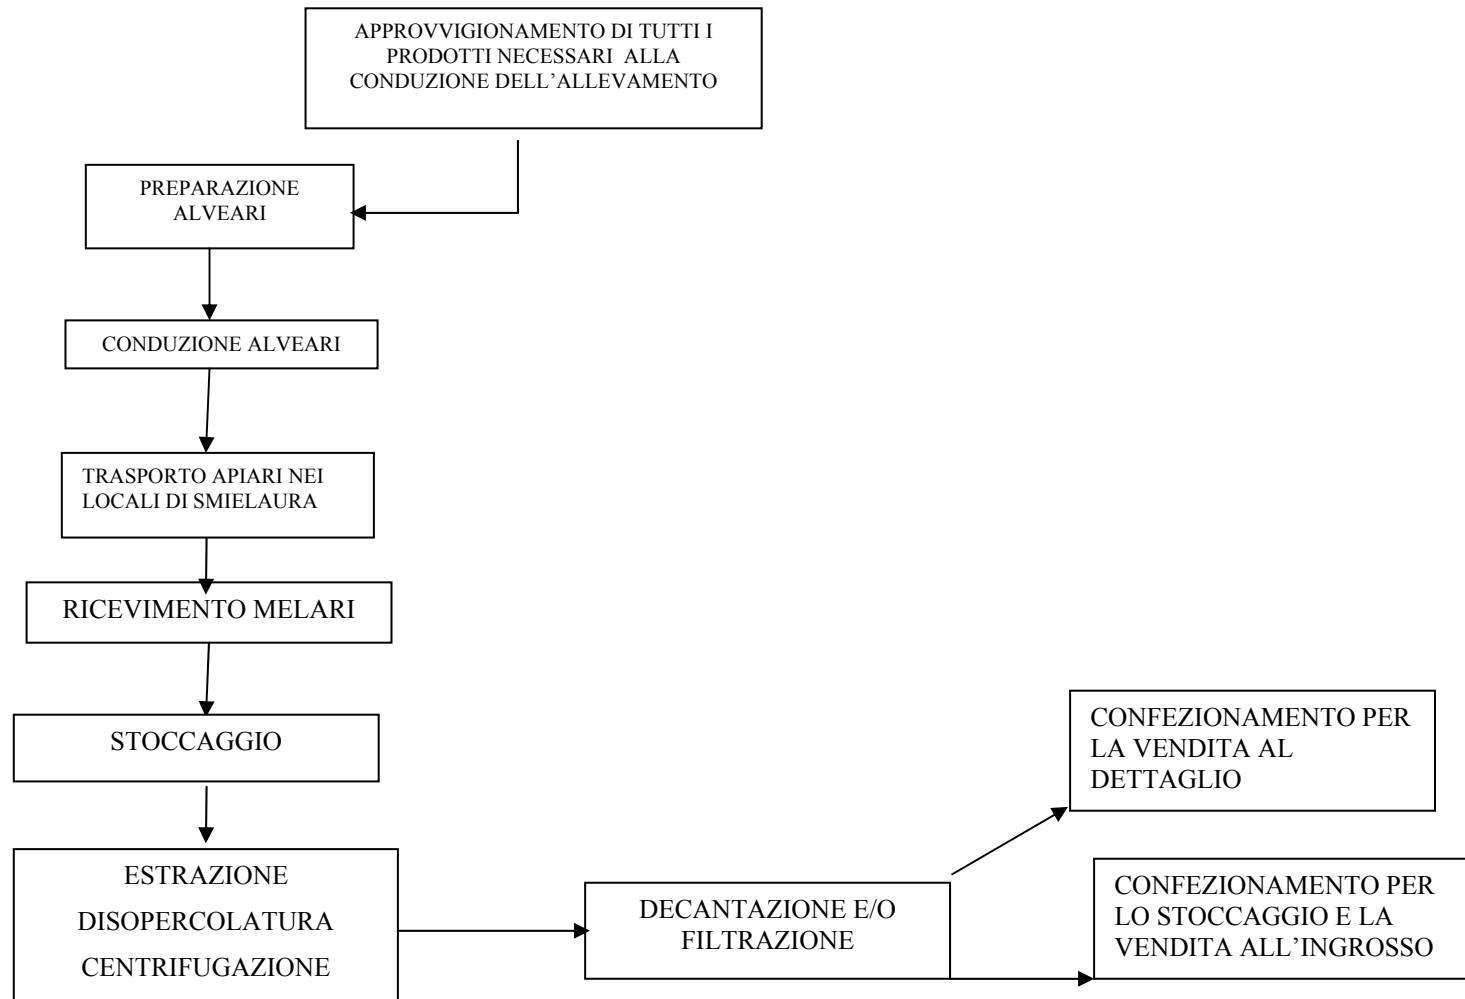 APPROVVIGIONAMENTO DI TUTTI I
PRODOTTI NECESSARI ALLA
CONDUZIONE DELL'ALLEVAMENTO
PREPARAZIONE
ALVEARI
CONDUZIONE ALVEARI
TRASPORTO APIARI NEI
LOCALI DI SMIELAURA
RICEVIMENTO MELARI
STOCCAGGIO
ESTRAZIONE
DISOPERCOLATURA
CENTRIFUGAZIONE
DECANTAZIONE E/O
FILTRAZIONE
CONFEZIONAMENTO PER
LA VENDITA AL
DETTAGLIO
CONFEZIONAMENTO PER
LO STOCCAGGIO E LA
VENDITA ALL'INGROSSO